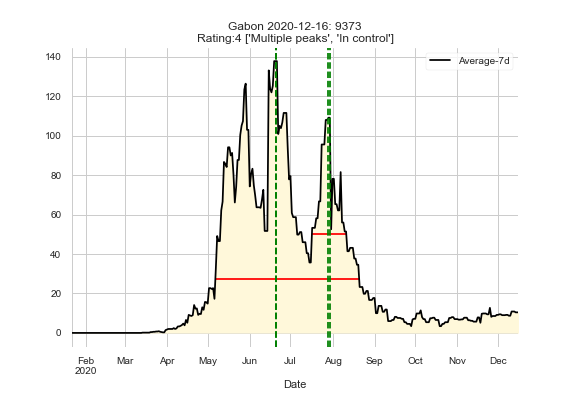 Gabon 2020-12-16: 9373
Rating:4 ['Multiple peaks', 'In control']
Average-7d
140
120
100
80
60
40
20
0
Feb Mar Apr May Jun Jul Aug Sep Oct Nov Dec
2020
Date